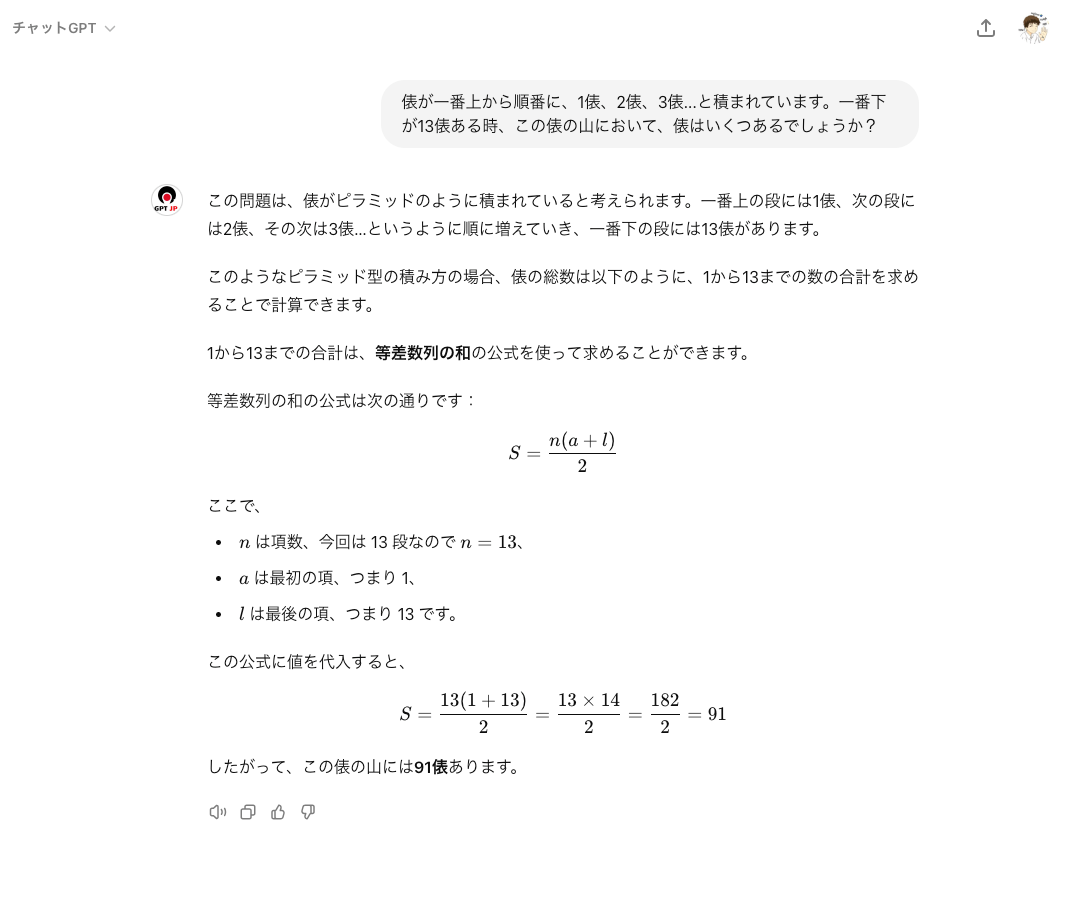 チャットGPT
俵が一番上から順番に、1俵、2俵、3俵...と積まれています。一番下
が13俵ある時、この俵の山において、俵はいくつあるでしょうか？
GPT JP
この問題は、俵がピラミッドのように積まれていると考えられます。一番上の段には1俵、次の段に
は2俵、その次は3俵...というように順に増えていき、一番下の段には13俵があります。
このようなピラミッド型の積み方の場合、俵の総数は以下のように、1から13までの数の合計を求め
ることで計算できます。
1から13までの合計は、等差数列の和の公式を使って求めることができます。
等差数列の和の公式は次の通りです：
S = n(a + l) / 2
ここで、
• n は項数、今回は 13 段なので n = 13、
• a は最初の項、つまり 1、
• l は最後の項、つまり 13 です。
この公式に値を代入すると、
S = 13(1 + 13) / 2 = 13 × 14 / 2 = 182 / 2 = 91
したがって、この俵の山には91俵あります。